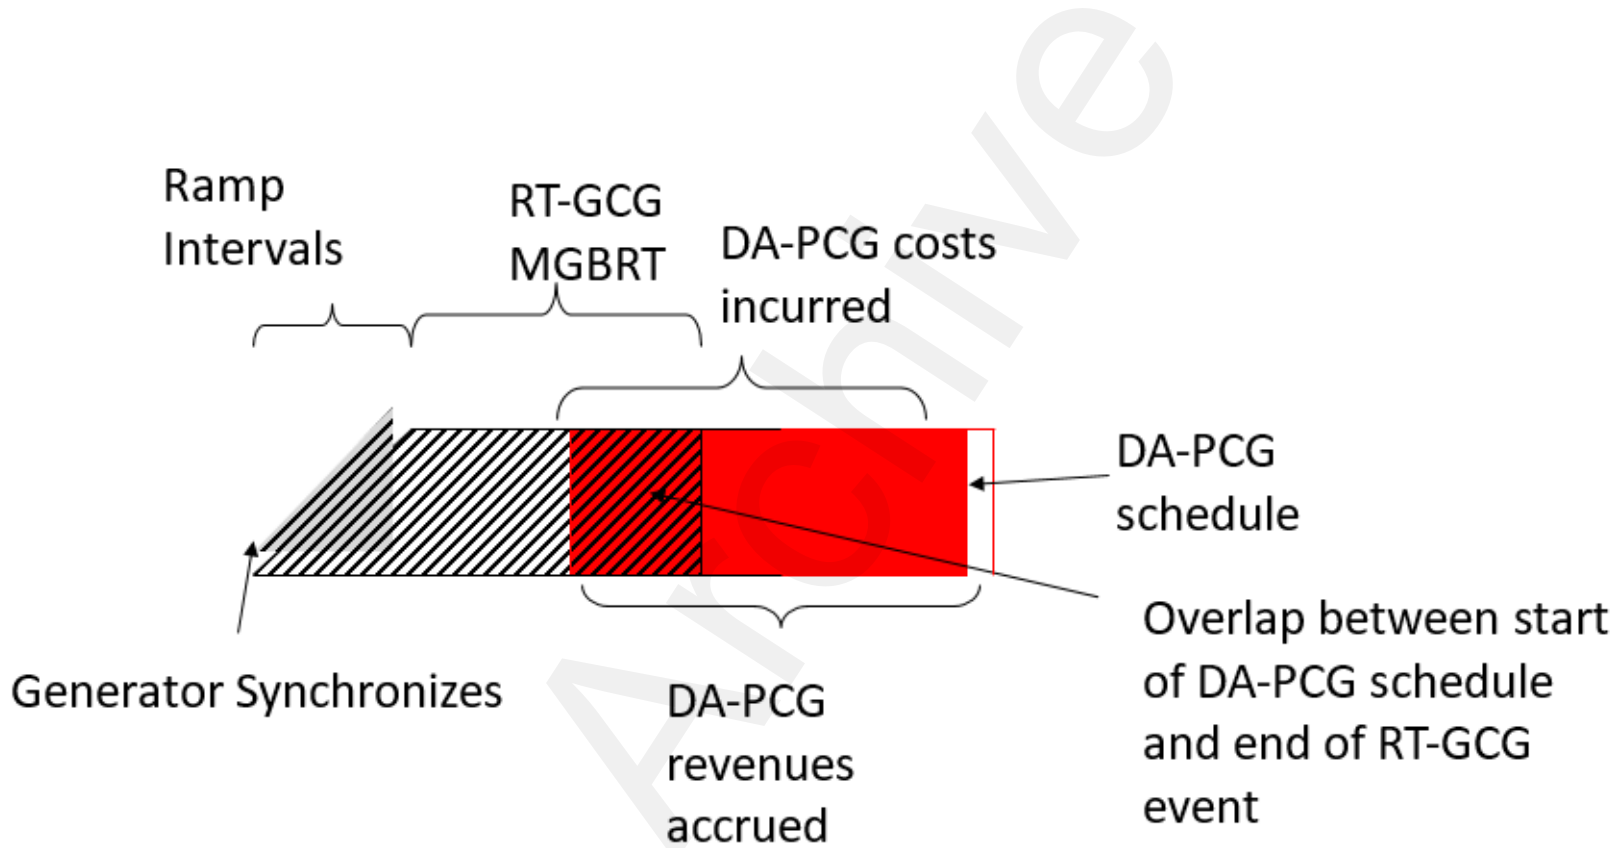 Ramp
Intervals
RT-GCG
MGBRT
DA-PCG costs
incurred
DA-PCG
schedule
Generator Synchronizes
DA-PCG
revenues
accrued
Overlap between start
of DA-PCG schedule
and end of RT-GCG
event
Archive